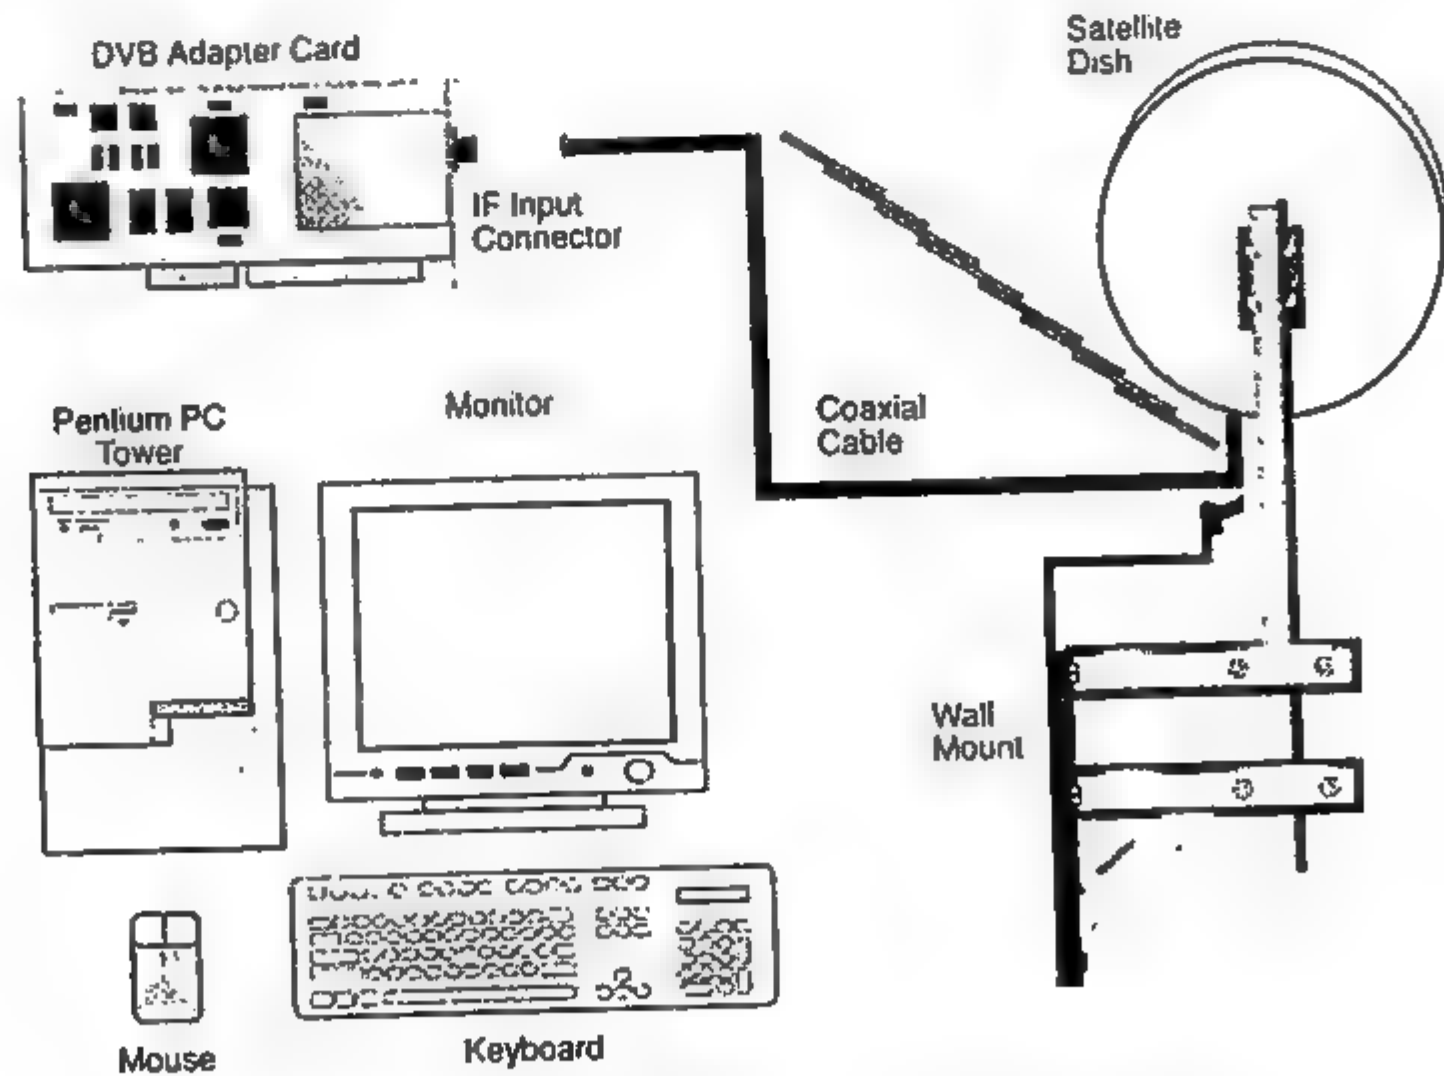 DVB Adapter Card
Satellite
Dish
IF Input
Connector
Pentium PC
Tower
Monitor
Coaxial
Cable
Wall
Mount
Mouse
Keyboard